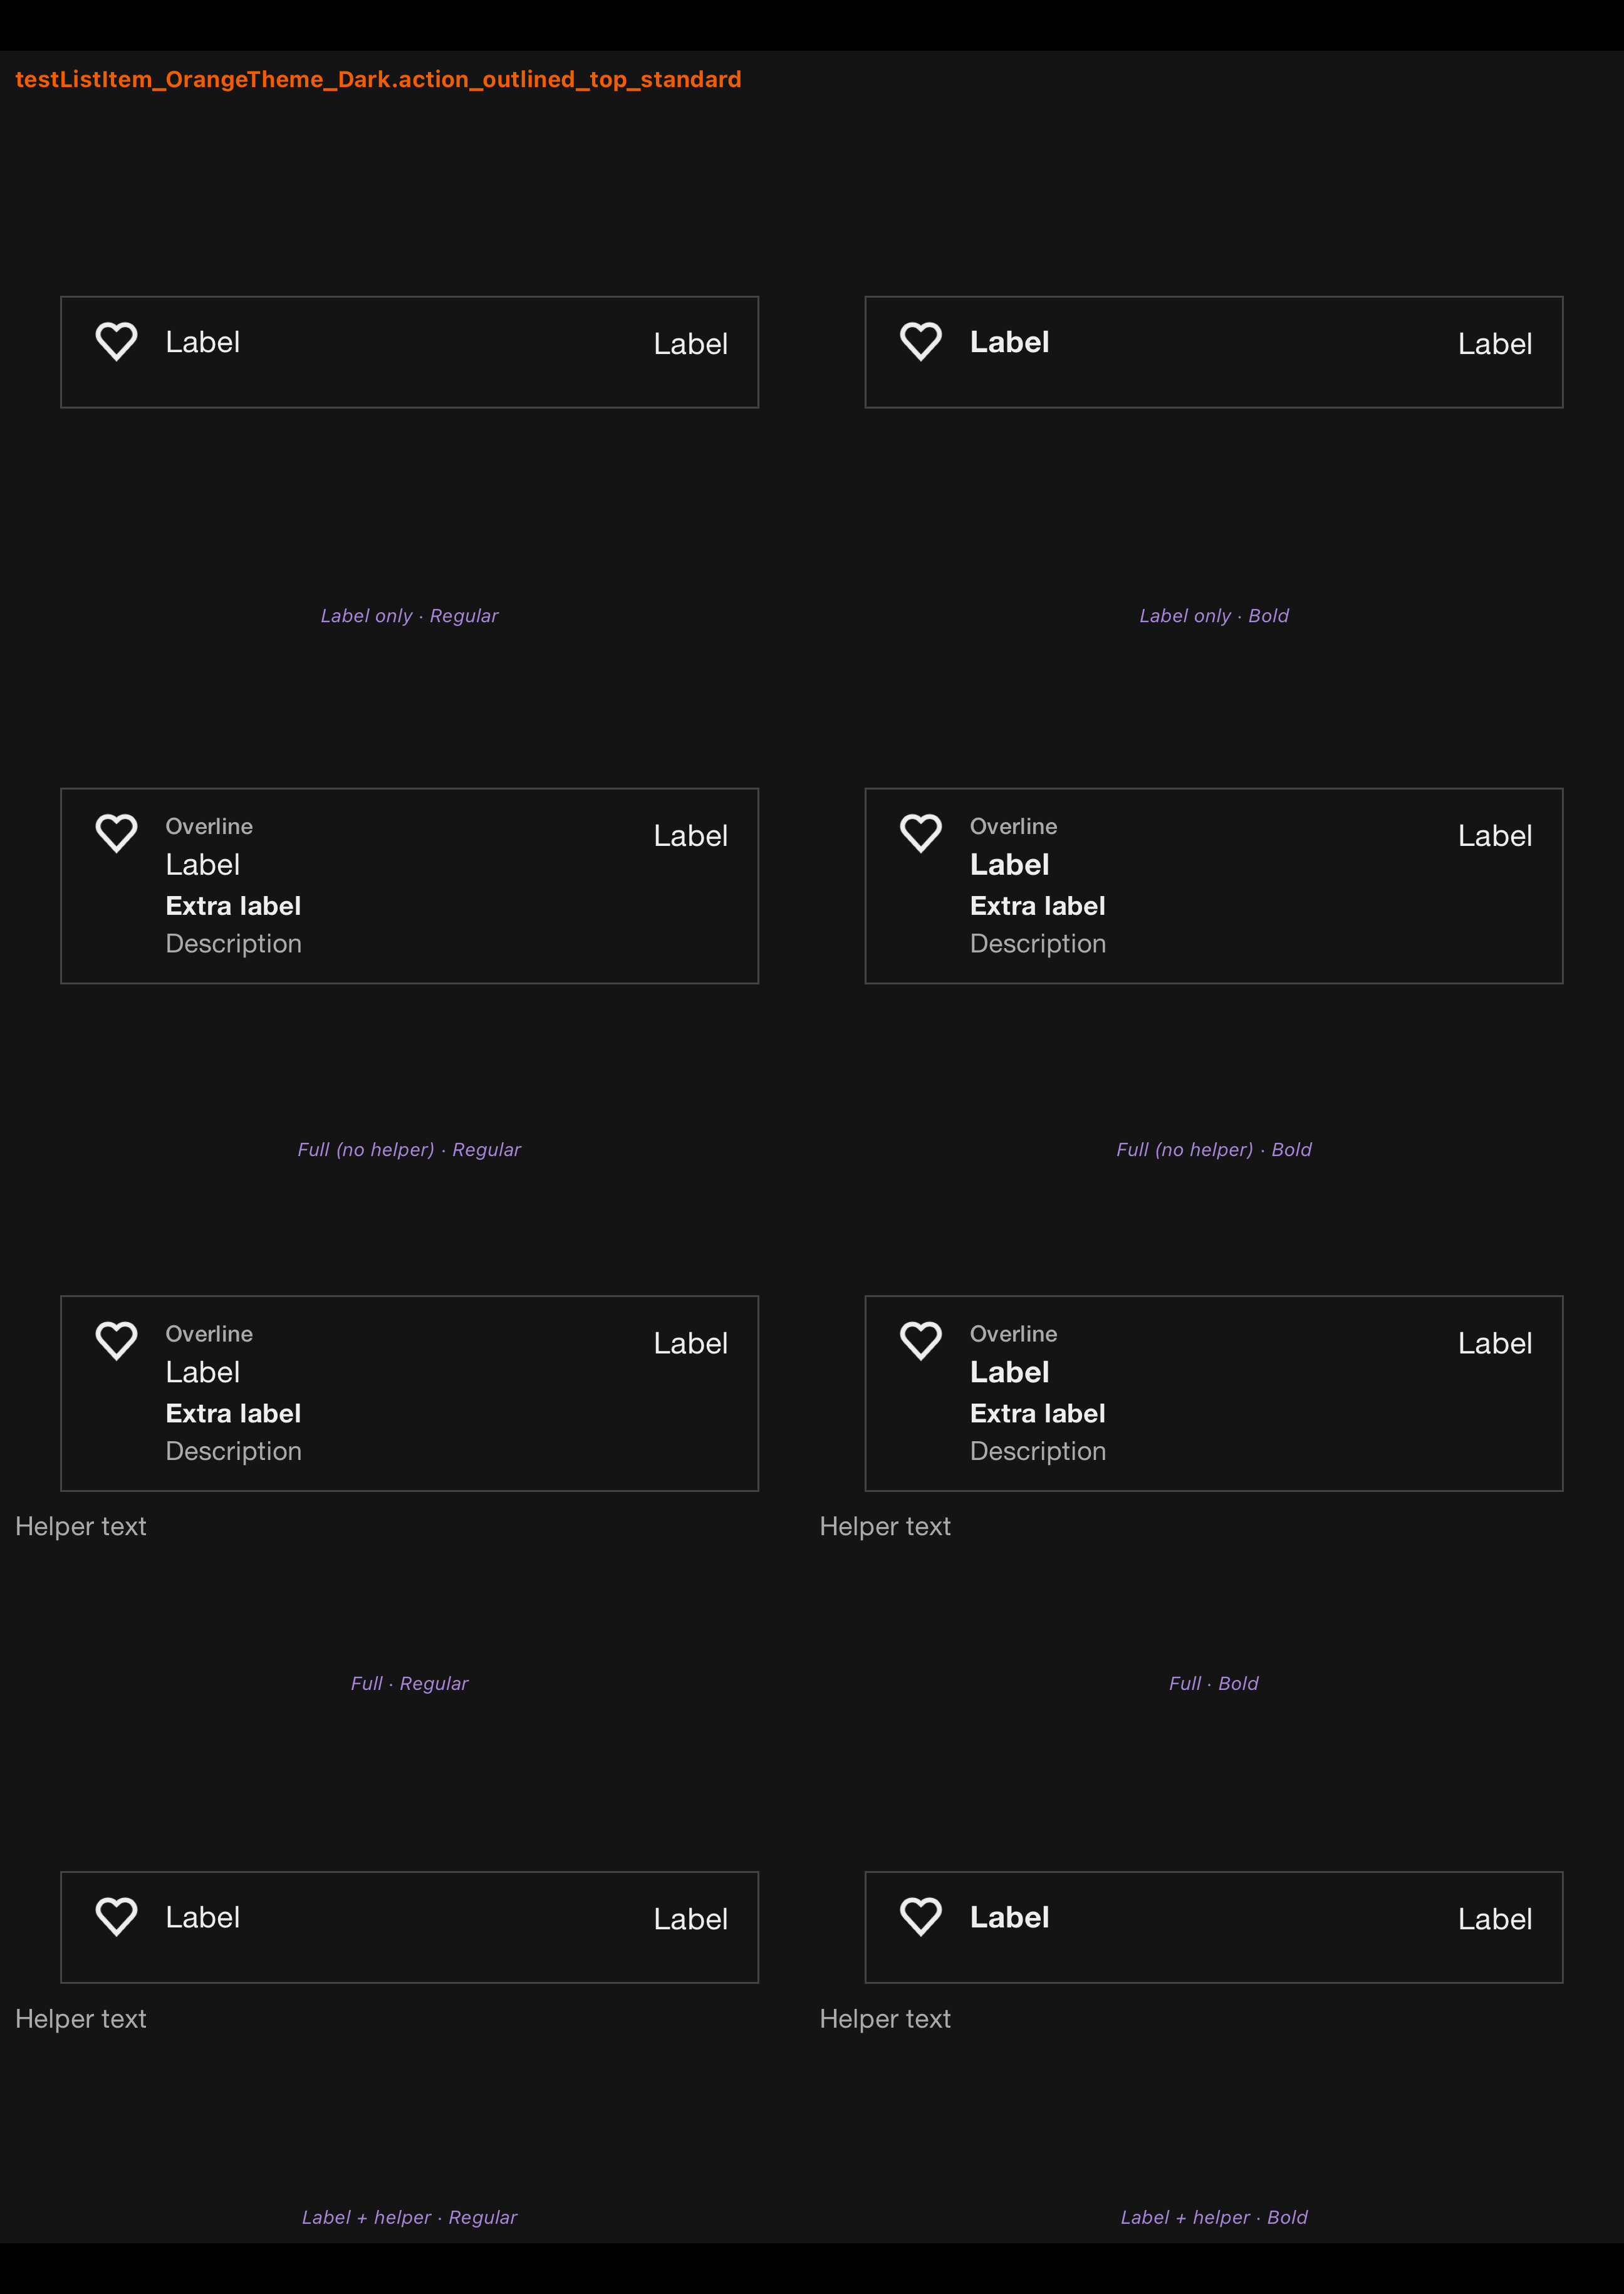 testListItem_OrangeTheme_Dark.action_outlined_top_standard
Label
Label
Label
Label
Label only · Regular
Label only · Bold
Overline
Label
Extra label
Description
Label
Overline
Label
Extra label
Description
Label
Full (no helper) · Regular
Full (no helper) · Bold
Overline
Label
Extra label
Description
Label
Helper text
Overline
Label
Extra label
Description
Label
Helper text
Full · Regular
Full · Bold
Label
Label
Helper text
Label
Label
Helper text
Label + helper · Regular
Label + helper · Bold